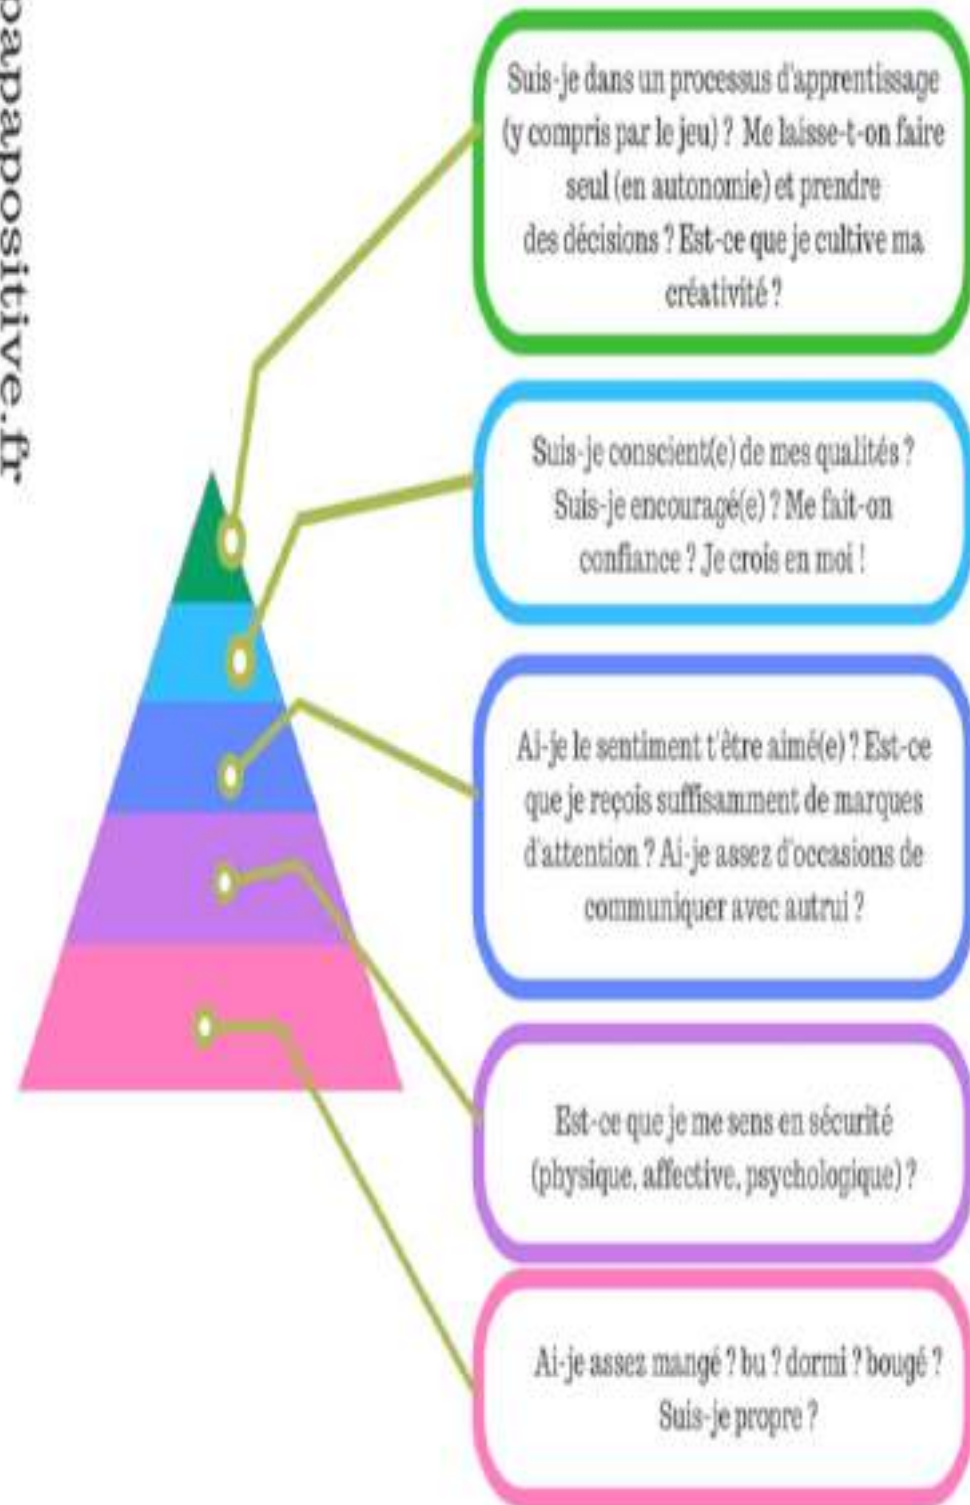 papapositive.fr
Suis-je dans un processus d'apprentissage
(y compris par le jeu) ? Me laisse-t-on faire
seul (en autonomie) et prendre
des décisions ? Est-ce que je cultive ma
créativité ?
Suis-je conscient(e) de mes qualités ?
Suis-je encouragé(e) ? Me fait-on
confiance ? Je crois en moi !
Ai-je le sentiment t'être aimé(e) ? Est-ce
que je reçois suffisamment de marques
d'attention ? Ai-je assez d'occasions de
communiquer avec autrui ?
Est-ce que je me sens en sécurité
(physique, affective, psychologique) ?
Ai-je assez mangé ? bu ? dormi ? bougé ?
Suis-je propre ?